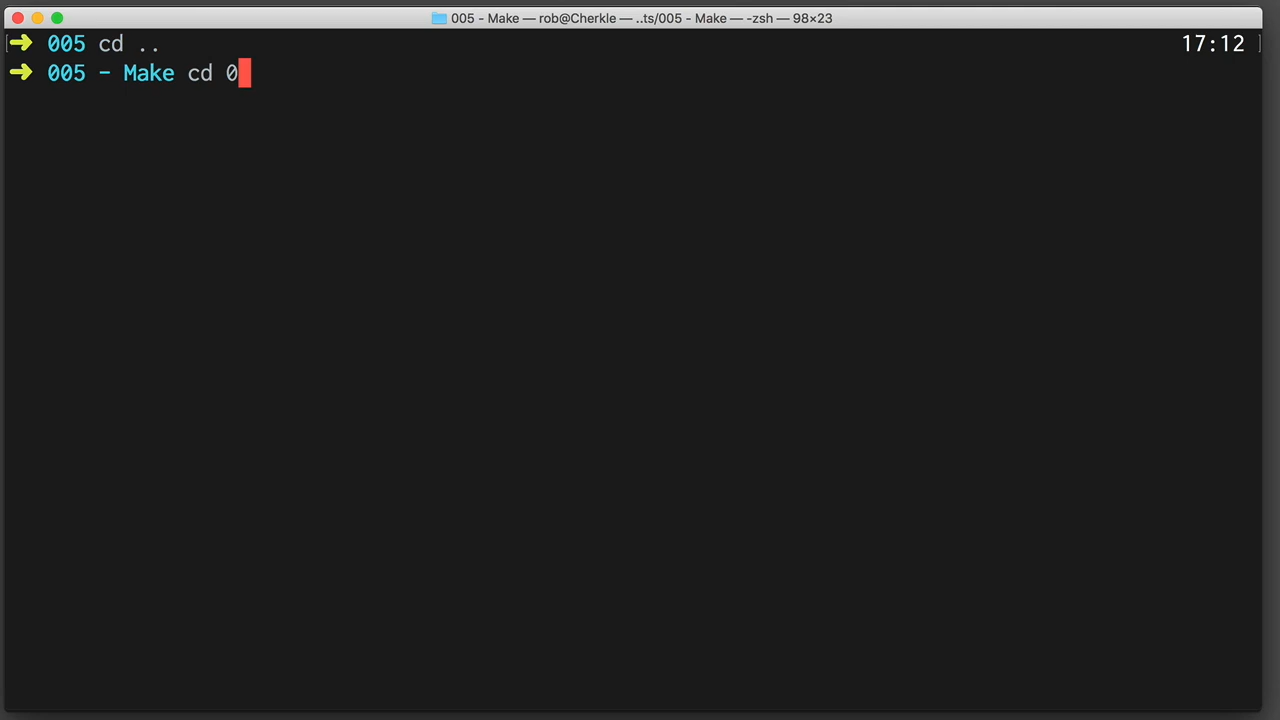 005 - Make — rob@Cherkle — ..ts/005 - Make — -zsh — 98×23
[➜ 005 cd .. 17:12 ]
➜ 005 - Make cd 0